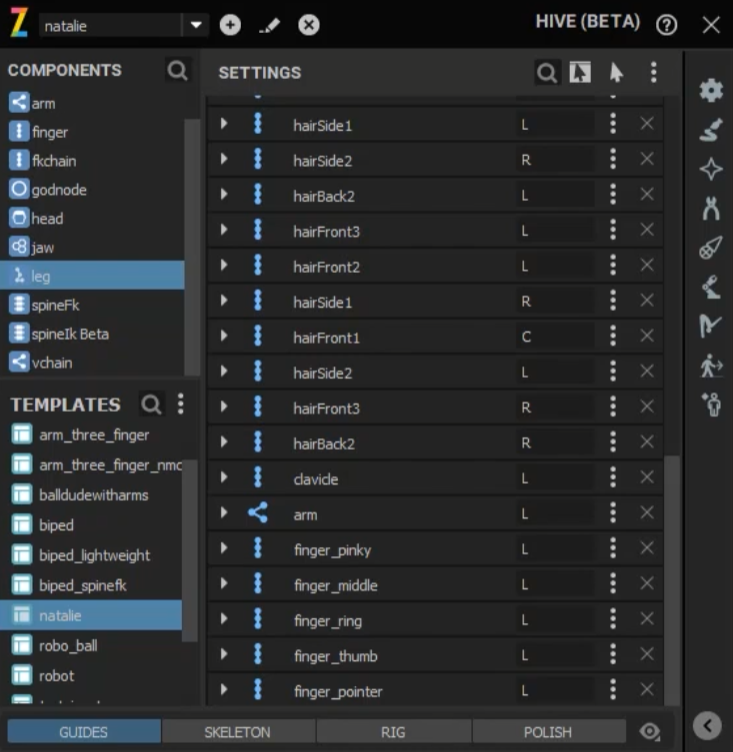 Z
natalie
HIVE (BETA)
COMPONENTS
arm
finger
fkchain
godnode
head
jaw
leg
spineFk
spineIk Beta
vchain
TEMPLATES
arm_three_finger
arm_three_finger_nmc
balldudewitharms
biped
biped_lightweight
biped_spinefk
natalie
robo_ball
robot
SETTINGS
hairSide1 L
hairSide2 R
hairBack2 L
hairFront3 L
hairFront2 L
hairSide1 R
hairFront1 C
hairSide2 L
hairFront3 R
hairBack2 R
clavicle L
arm L
finger_pinky L
finger_middle L
finger_ring L
finger_thumb L
finger_pointer L
GUIDES
SKELETON
RIG
POLISH